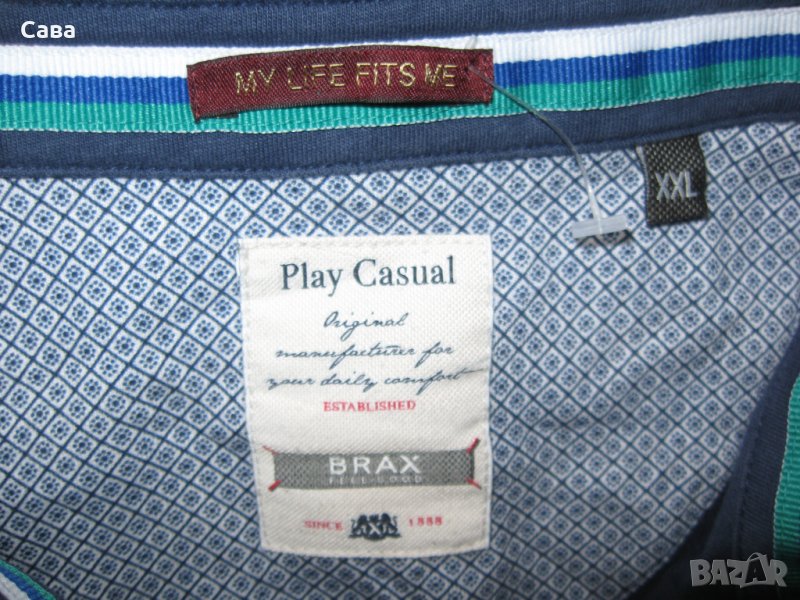 Сава
MY LIFE FITS ME
XXL
Play Casual
Original
manufacturer for
your daily comfort
ESTABLISHED
BRAX
FEEL GOOD
SINCE 1888
BAZAR